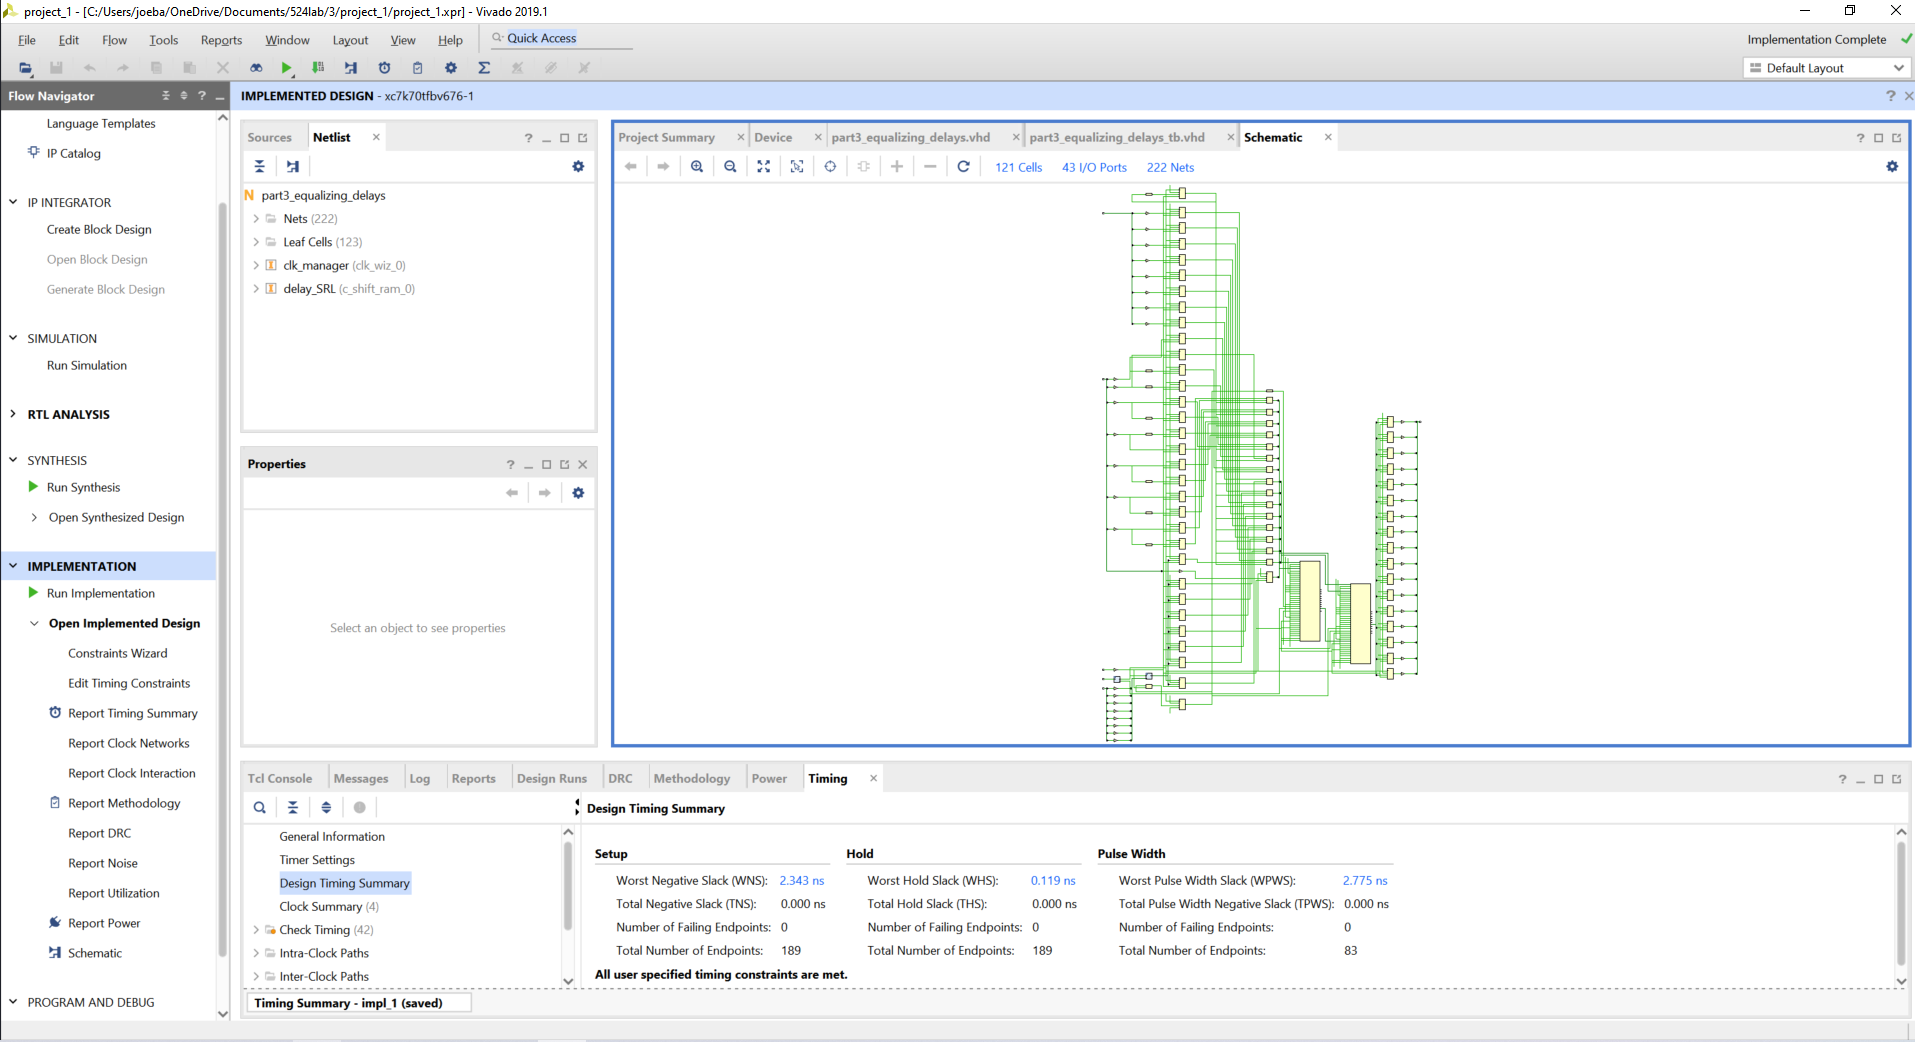 project_1 - [C:/Users/joeba/OneDrive/Documents/524lab/3/project_1/project_1.xpr] - Vivado 2019.1
File Edit Flow Tools Reports Window Layout View Help Quick Access
Implementation Complete
Default Layout
Flow Navigator
IMPLEMENTED DESIGN - xc7k70tfbv676-1
Language Templates
IP Catalog
IP INTEGRATOR
Create Block Design
Open Block Design
Generate Block Design
SIMULATION
Run Simulation
RTL ANALYSIS
SYNTHESIS
Run Synthesis
Open Synthesized Design
IMPLEMENTATION
Run Implementation
Open Implemented Design
Constraints Wizard
Edit Timing Constraints
Report Timing Summary
Report Clock Networks
Report Clock Interaction
Report Methodology
Report DRC
Report Noise
Report Utilization
Report Power
Schematic
PROGRAM AND DEBUG
Sources Netlist
part3_equalizing_delays
Nets (222)
Leaf Cells (123)
clk_manager (clk_wiz_0)
delay_SRL (c_shift_ram_0)
Properties
Select an object to see properties
Project Summary Device part3_equalizing_delays.vhd part3_equalizing_delays_tb.vhd Schematic
121 Cells 43 I/O Ports 222 Nets
Tcl Console Messages Log Reports Design Runs DRC Methodology Power Timing
General Information
Timer Settings
Design Timing Summary
Clock Summary (4)
Check Timing (42)
Intra-Clock Paths
Inter-Clock Paths
Timing Summary - impl_1 (saved)
Design Timing Summary
Setup Hold Pulse Width
Worst Negative Slack (WNS): 2.343 ns Worst Hold Slack (WHS): 0.119 ns Worst Pulse Width Slack (WPWS): 2.775 ns
Total Negative Slack (TNS): 0.000 ns Total Hold Slack (THS): 0.000 ns Total Pulse Width Negative Slack (TPWS): 0.000 ns
Number of Failing Endpoints: 0 Number of Failing Endpoints: 0 Number of Failing Endpoints: 0
Total Number of Endpoints: 189 Total Number of Endpoints: 189 Total Number of Endpoints: 83
All user specified timing constraints are met.